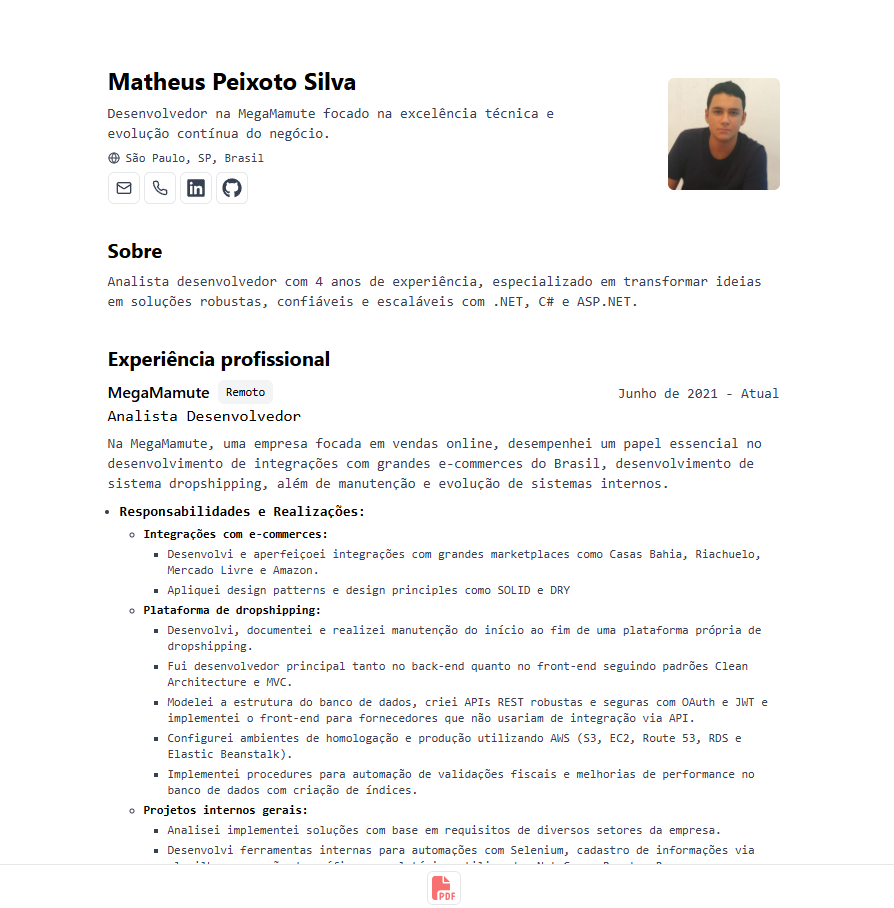 Matheus Peixoto Silva
Desenvolvedor na MegaMamute focado na excelência técnica e
evolução contínua do negócio.
São Paulo, SP, Brasil
in
Sobre
Analista desenvolvedor com 4 anos de experiência, especializado em transformar ideias
em soluções robustas, confiáveis e escaláveis com .NET, C# e ASP.NET.
Experiência profissional
MegaMamute Remoto Junho de 2021 - Atual
Analista Desenvolvedor
Na MegaMamute, uma empresa focada em vendas online, desempenhei um papel essencial no
desenvolvimento de integrações com grandes e-commerces do Brasil, desenvolvimento de
sistema dropshipping, além de manutenção e evolução de sistemas internos.
Responsabilidades e Realizações:
Integrações com e-commerces:
Desenvolvi e aperfeiçoei integrações com grandes marketplaces como Casas Bahia, Riachuelo,
Mercado Livre e Amazon.
Apliquei design patterns e design principles como SOLID e DRY
Plataforma de dropshipping:
Desenvolvi, documentei e realizei manutenção do início ao fim de uma plataforma própria de
dropshipping.
Fui desenvolvedor principal tanto no back-end quanto no front-end seguindo padrões Clean
Architecture e MVC.
Modelei a estrutura do banco de dados, criei APIs REST robustas e seguras com OAuth e JWT e
implementei o front-end para fornecedores que não usariam de integração via API.
Configurei ambientes de homologação e produção utilizando AWS (S3, EC2, Route 53, RDS e
Elastic Beanstalk).
Implementei procedures para automação de validações fiscais e melhorias de performance no
banco de dados com criação de índices.
Projetos internos gerais:
Analisei implementei soluções com base em requisitos de diversos setores da empresa.
Desenvolvi ferramentas internas para automações com Selenium, cadastro de informações via
PDF